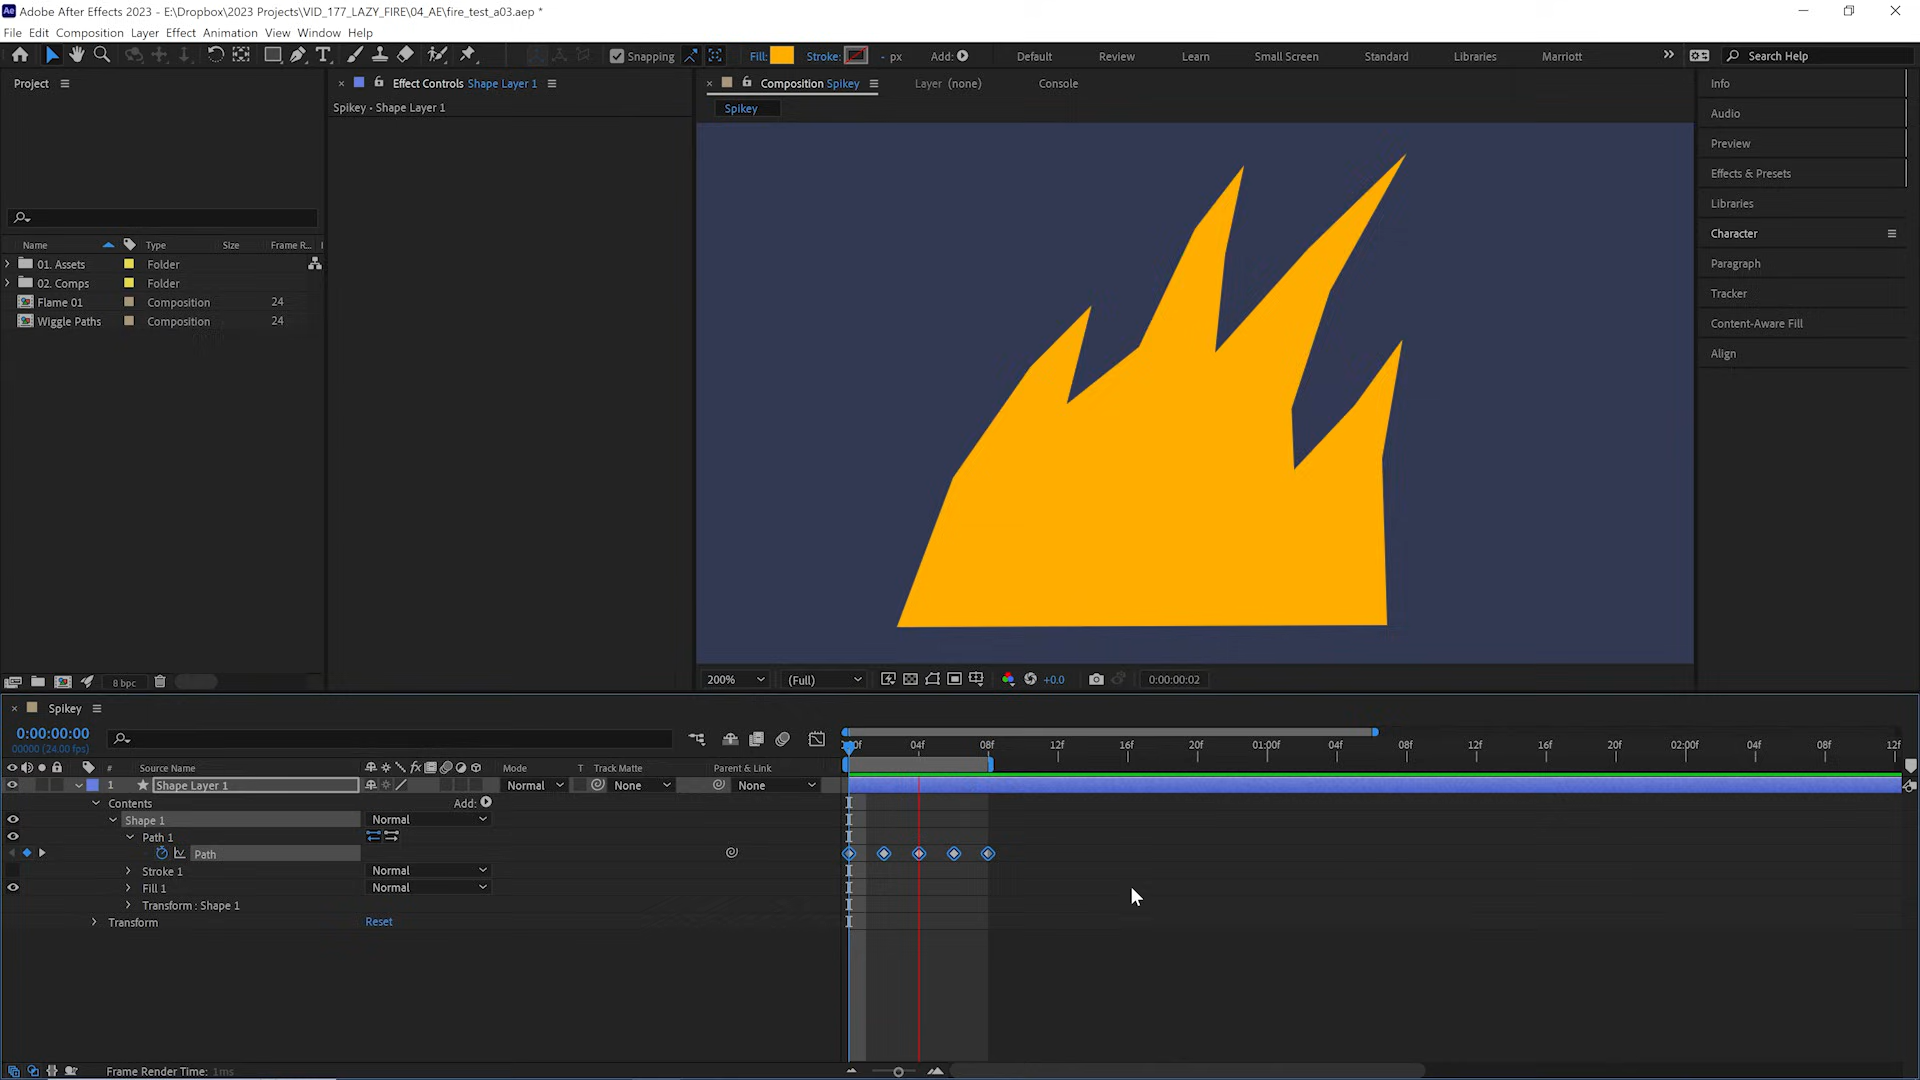 Ae Adobe After Effects 2023 - E:\Dropbox\2023 Projects\VID_177_LAZY_FIRE\04_AE\fire_test_a03.aep *
File Edit Composition Layer Effect Animation View Window Help
Snapping Fill: Stroke: - px Add: Default Review Learn Small Screen Standard Libraries Marriott Search Help
Project
Effect Controls Shape Layer 1
Composition Spikey
Layer (none)
Console
Spikey - Shape Layer 1
Spikey
Info
Audio
Preview
Effects & Presets
Libraries
Character
Paragraph
Tracker
Content-Aware Fill
Align
Name Type Size Frame R...
01. Assets Folder
02. Comps Folder
Flame 01 Composition 24
Wiggle Paths Composition 24
8 bpc
200% (Full) +0.0 0:00:00:02
Spikey
0:00:00:00
00000 (24.00 fps)
04f 08f 12f 16f 20f 01:00f 04f 08f 12f 16f 20f 02:00f 04f 08f 12f
# Source Name fx Mode T Track Matte Parent & Link
1 Shape Layer 1 Normal None None
Contents Add:
Shape 1 Normal
Path 1
Path
Stroke 1 Normal
Fill 1 Normal
Transform : Shape 1
Transform Reset
Frame Render Time: 1ms